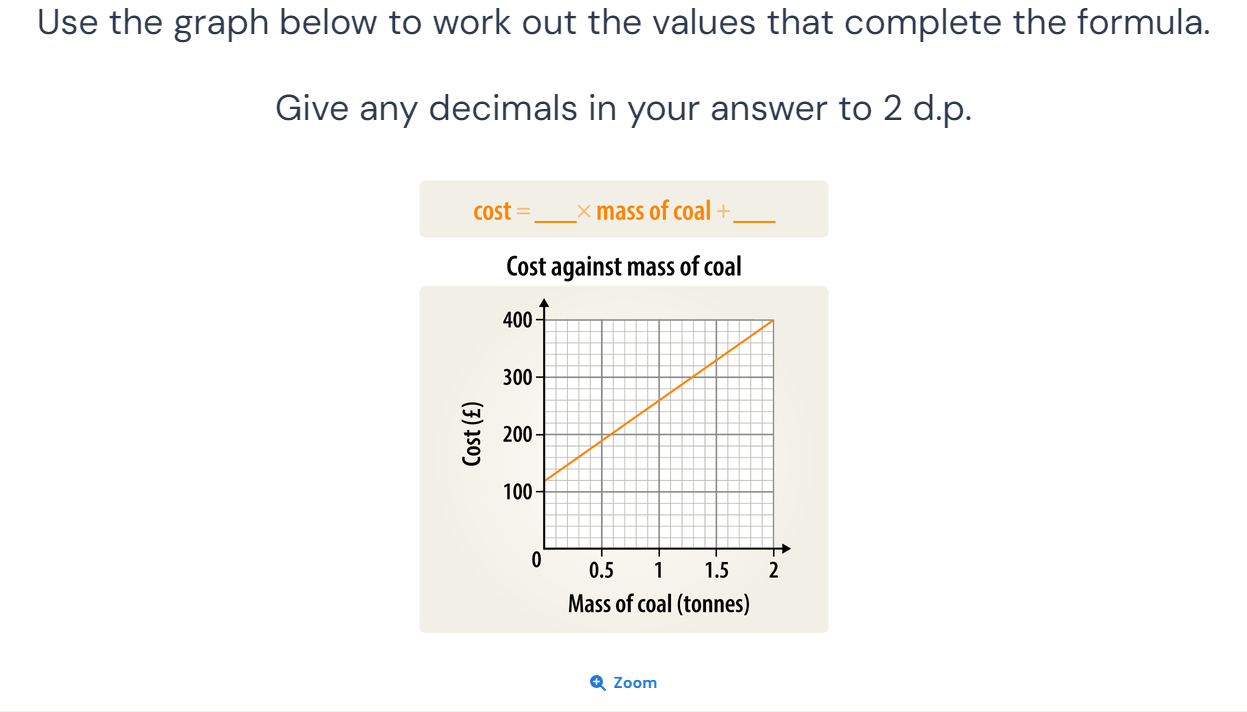 Use the graph below to work out the values that complete the formula.
Give any decimals in your answer to 2 d.p.
cost = ____ × mass of coal + ____
Cost against mass of coal
400
300
200
100
0
Cost (£)
0.5 1 1.5 2
Mass of coal (tonnes)
Zoom